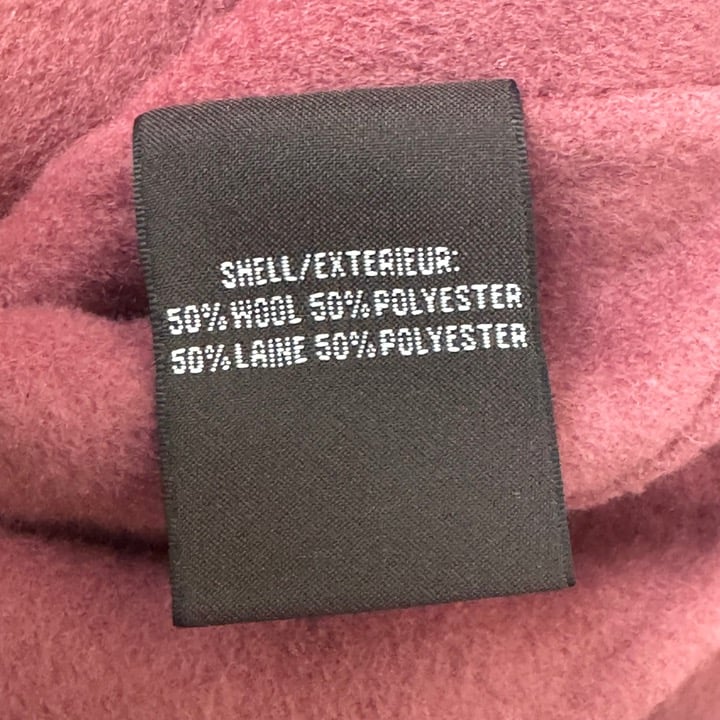 SHELL/EXTERIEUR:
50% WOOL 50% POLYESTER
50% LAINE 50% POLYESTER